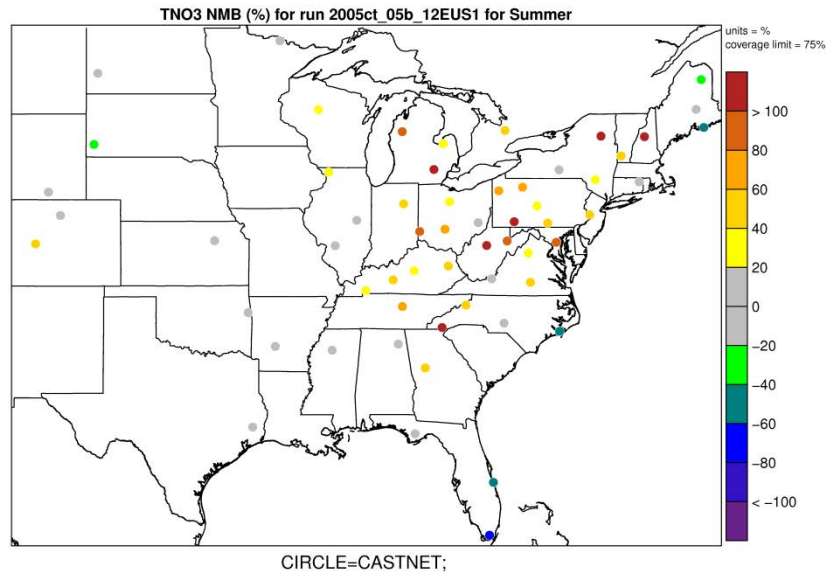 TNO3 NMB (%) for run 2005ct_05b_12EUS1 for Summer
units = %
coverage limit = 75%
> 100
80
60
40
20
0
−20
−40
−60
−80
< −100
CIRCLE=CASTNET;